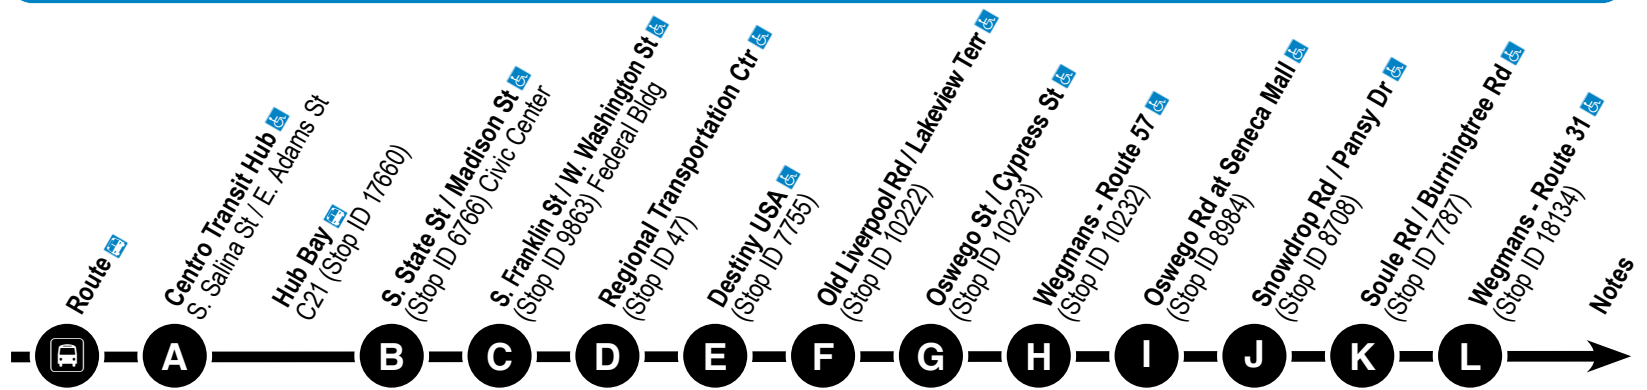 Route
Centro Transit Hub
S. Salina St / E. Adams St
Hub Bay
C21 (Stop ID 17660)
S. State St / Madison St
(Stop ID 6766) Civic Center
S. Franklin St / W. Washington St
(Stop ID 9863) Federal Bldg
Regional Transportation Ctr
(Stop ID 47)
Destiny USA
(Stop ID 7755)
Old Liverpool Rd / Lakeview Terr
(Stop ID 10222)
Oswego St / Cypress St
(Stop ID 10223)
Wegmans - Route 57
(Stop ID 10232)
Oswego Rd at Seneca Mall
(Stop ID 8984)
Snowdrop Rd / Pansy Dr
(Stop ID 8708)
Soule Rd / Burningtree Rd
(Stop ID 7787)
Wegmans - Route 31
(Stop ID 18134)
Notes
A B C D E F G H I J K L